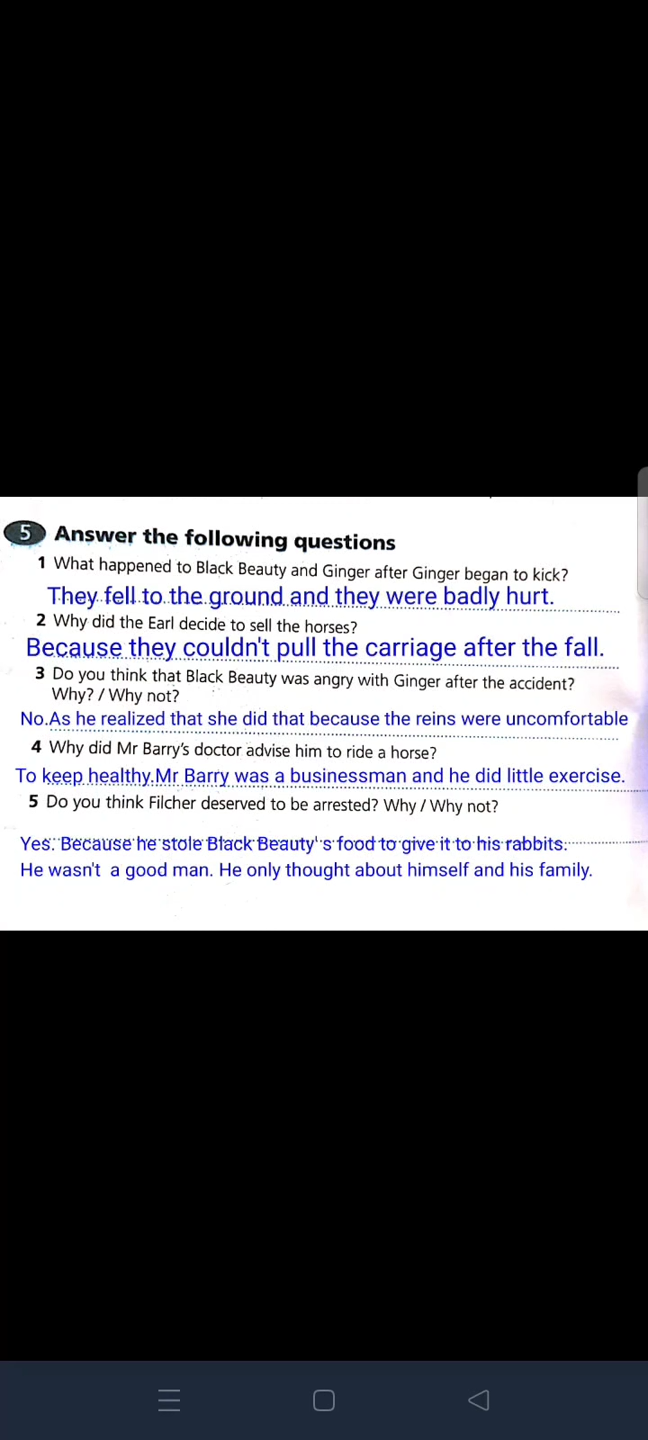 5 Answer the following questions
1 What happened to Black Beauty and Ginger after Ginger began to kick?
They fell to the ground and they were badly hurt.
2 Why did the Earl decide to sell the horses?
Because they couldn't pull the carriage after the fall.
3 Do you think that Black Beauty was angry with Ginger after the accident?
Why? / Why not?
No.As he realized that she did that because the reins were uncomfortable
4 Why did Mr Barry's doctor advise him to ride a horse?
To keep healthy.Mr Barry was a businessman and he did little exercise.
5 Do you think Filcher deserved to be arrested? Why / Why not?
Yes. Because he stole Black Beauty's food to give it to his rabbits.
He wasn't a good man. He only thought about himself and his family.